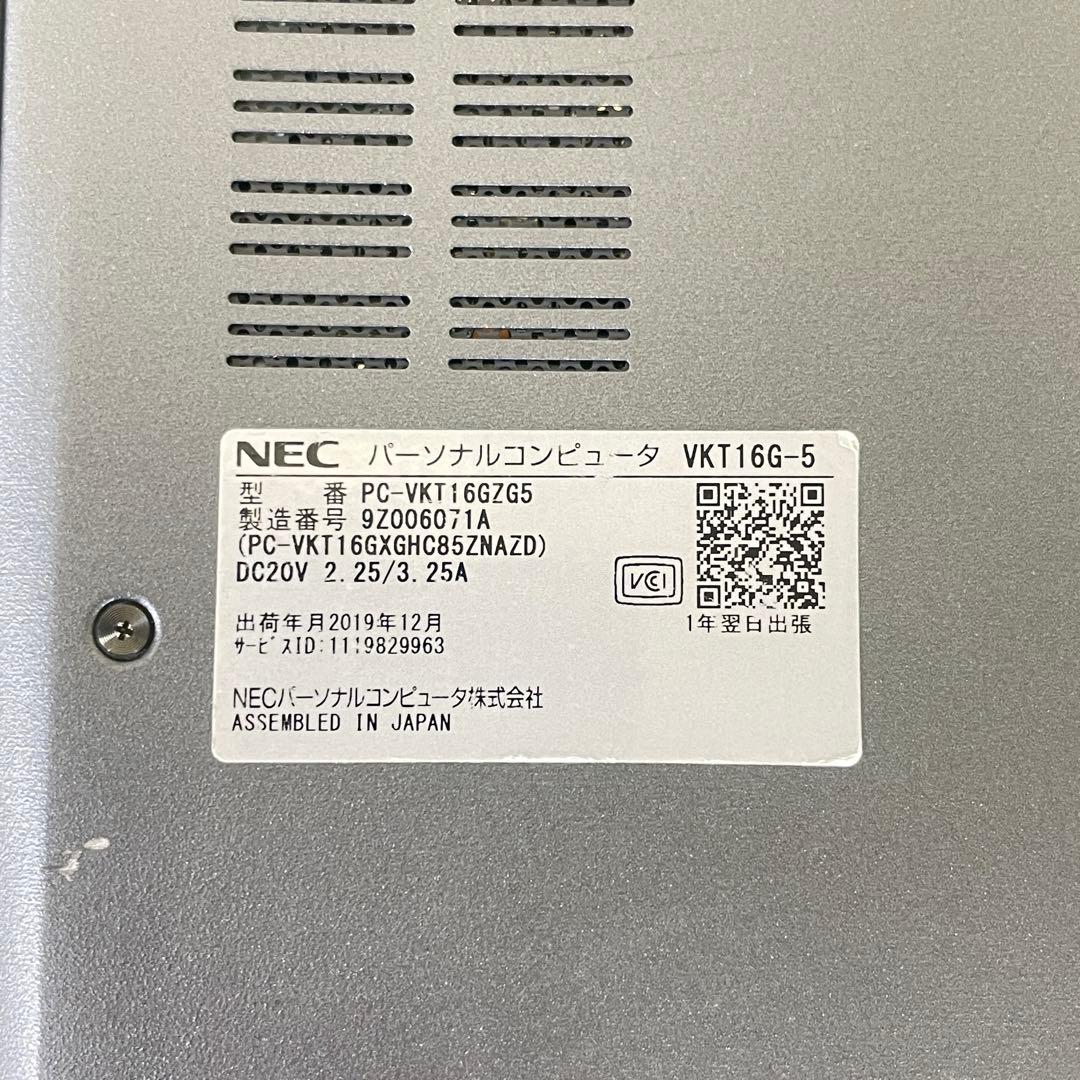 NEC パーソナルコンピュータ VKT16G-5
型 番 PC-VKT16GZG5
製造番号 9Z006071A
(PC-VKT16GXGHC85ZNAZD)
DC20V 2.25/3.25A
VCI
1年翌日出張
出荷年月2019年12月
ｻｰﾋﾞｽID:1119829963
NECパーソナルコンピュータ株式会社
ASSEMBLED IN JAPAN